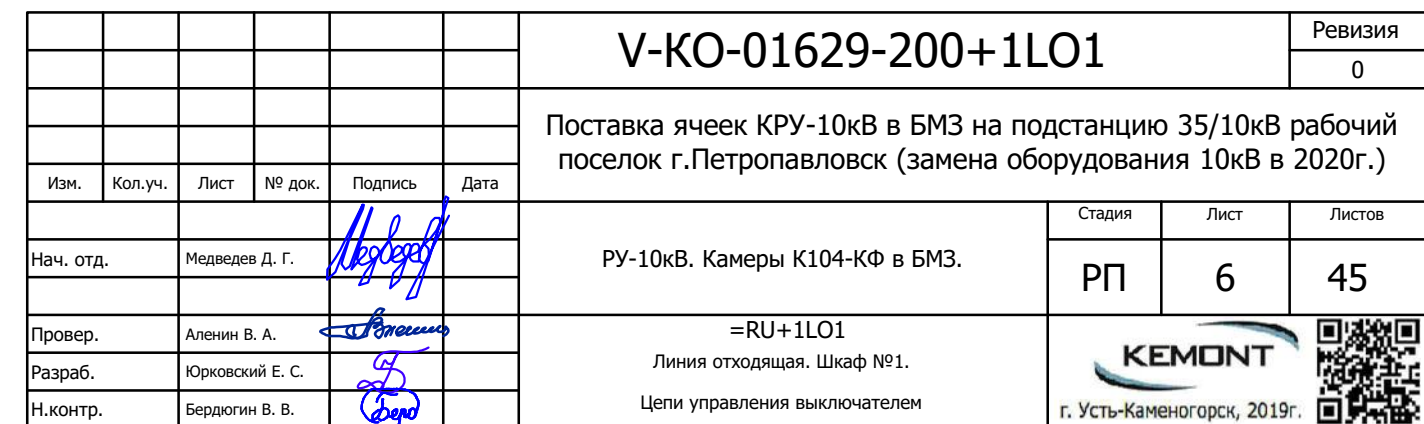 V-КО-01629-200+1LO1
Ревизия
0
Поставка ячеек КРУ-10кВ в БМЗ на подстанцию 35/10кВ рабочий
поселок г.Петропавловск (замена оборудования 10кВ в 2020г.)
Изм. Кол.уч. Лист № док. Подпись Дата
Стадия Лист Листов
Нач. отд. Медведев Д. Г. Медведев
РУ-10кВ. Камеры К104-КФ в БМЗ.
РП 6 45
Провер. Аленин В. А.
=RU+1LO1
Разраб. Юрковский Е. С.
Линия отходящая. Шкаф №1.
KEMONT
Н.контр. Бердюгин В. В.
Цепи управления выключателем
г. Усть-Каменогорск, 2019г.